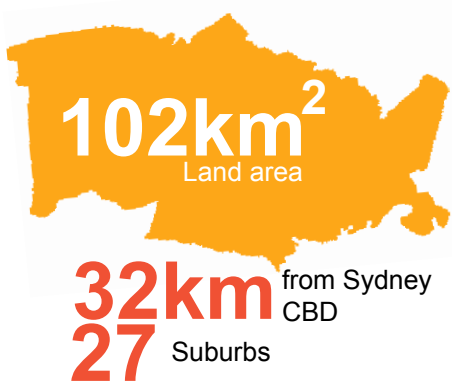 102km²
Land area
32km from Sydney
CBD
27 Suburbs